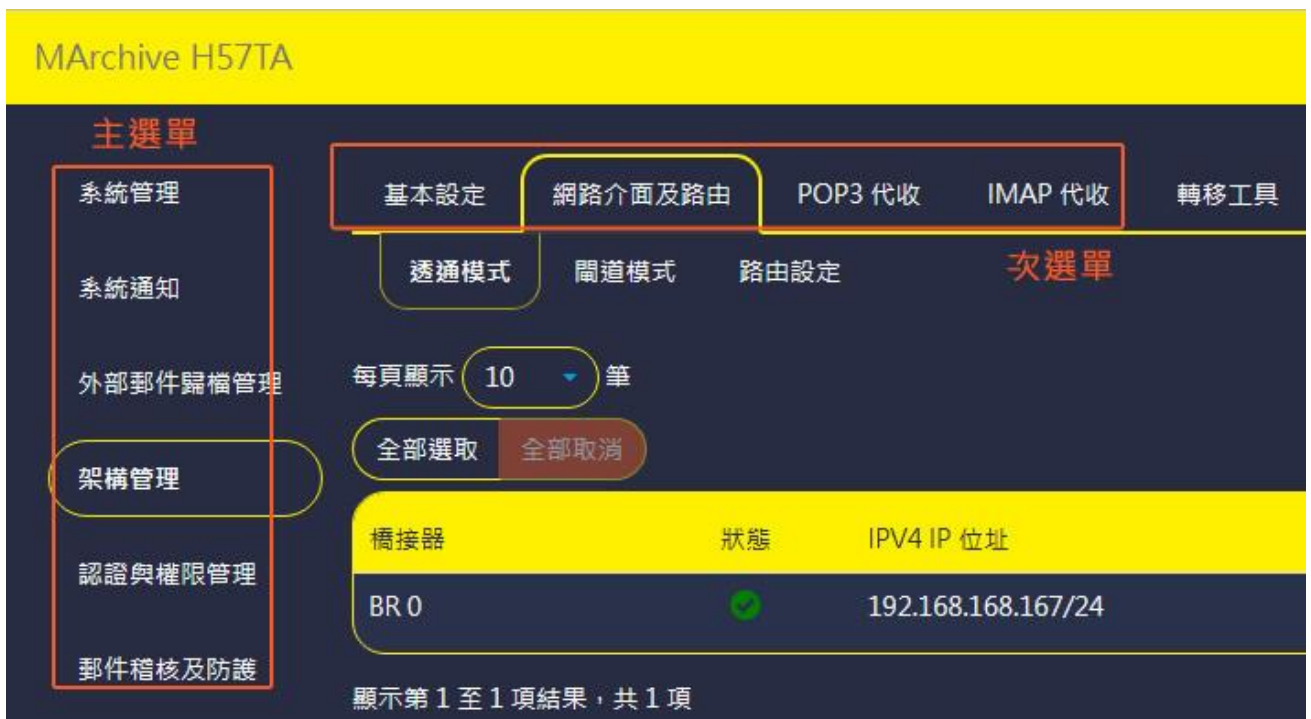 MArchive H57TA
主選單
系統管理
系統通知
外部郵件歸檔管理
架構管理
認證與權限管理
郵件稽核及防護
基本設定 網路介面及路由 POP3 代收 IMAP 代收 轉移工具
透通模式 閘道模式 路由設定 次選單
每頁顯示 10 筆
全部選取 全部取消
橋接器 狀態 IPV4 IP 位址
BR 0 192.168.168.167/24
顯示第 1 至 1 項結果，共 1 項